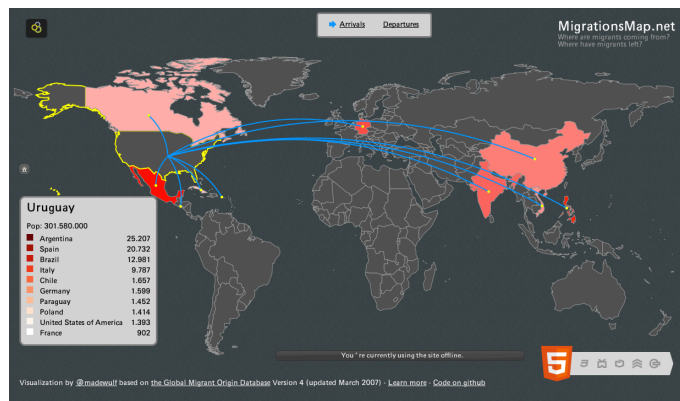 Arrivals Departures
MigrationsMap.net
Where are migrants coming from?
Where have migrants left?
Uruguay
Pop: 301.580.000
Argentina 25.207
Spain 20.732
Brazil 12.981
Italy 9.787
Chile 1.657
Germany 1.599
Paraguay 1.452
Poland 1.414
United States of America 1.393
France 902
You're currently using the site offline.
5
Visualization by @madewulf based on the Global Migrant Origin Database Version 4 (updated March 2007) - Learn more - Code on github